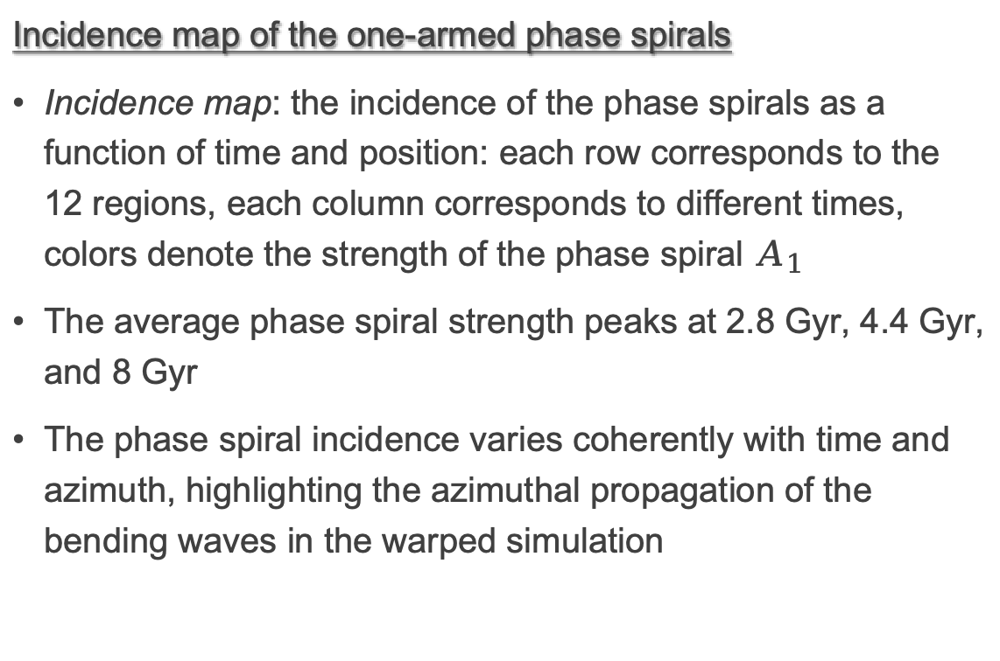 Incidence map of the one-armed phase spirals
• Incidence map: the incidence of the phase spirals as a
function of time and position: each row corresponds to the
12 regions, each column corresponds to different times,
colors denote the strength of the phase spiral A₁
• The average phase spiral strength peaks at 2.8 Gyr, 4.4 Gyr,
and 8 Gyr
• The phase spiral incidence varies coherently with time and
azimuth, highlighting the azimuthal propagation of the
bending waves in the warped simulation